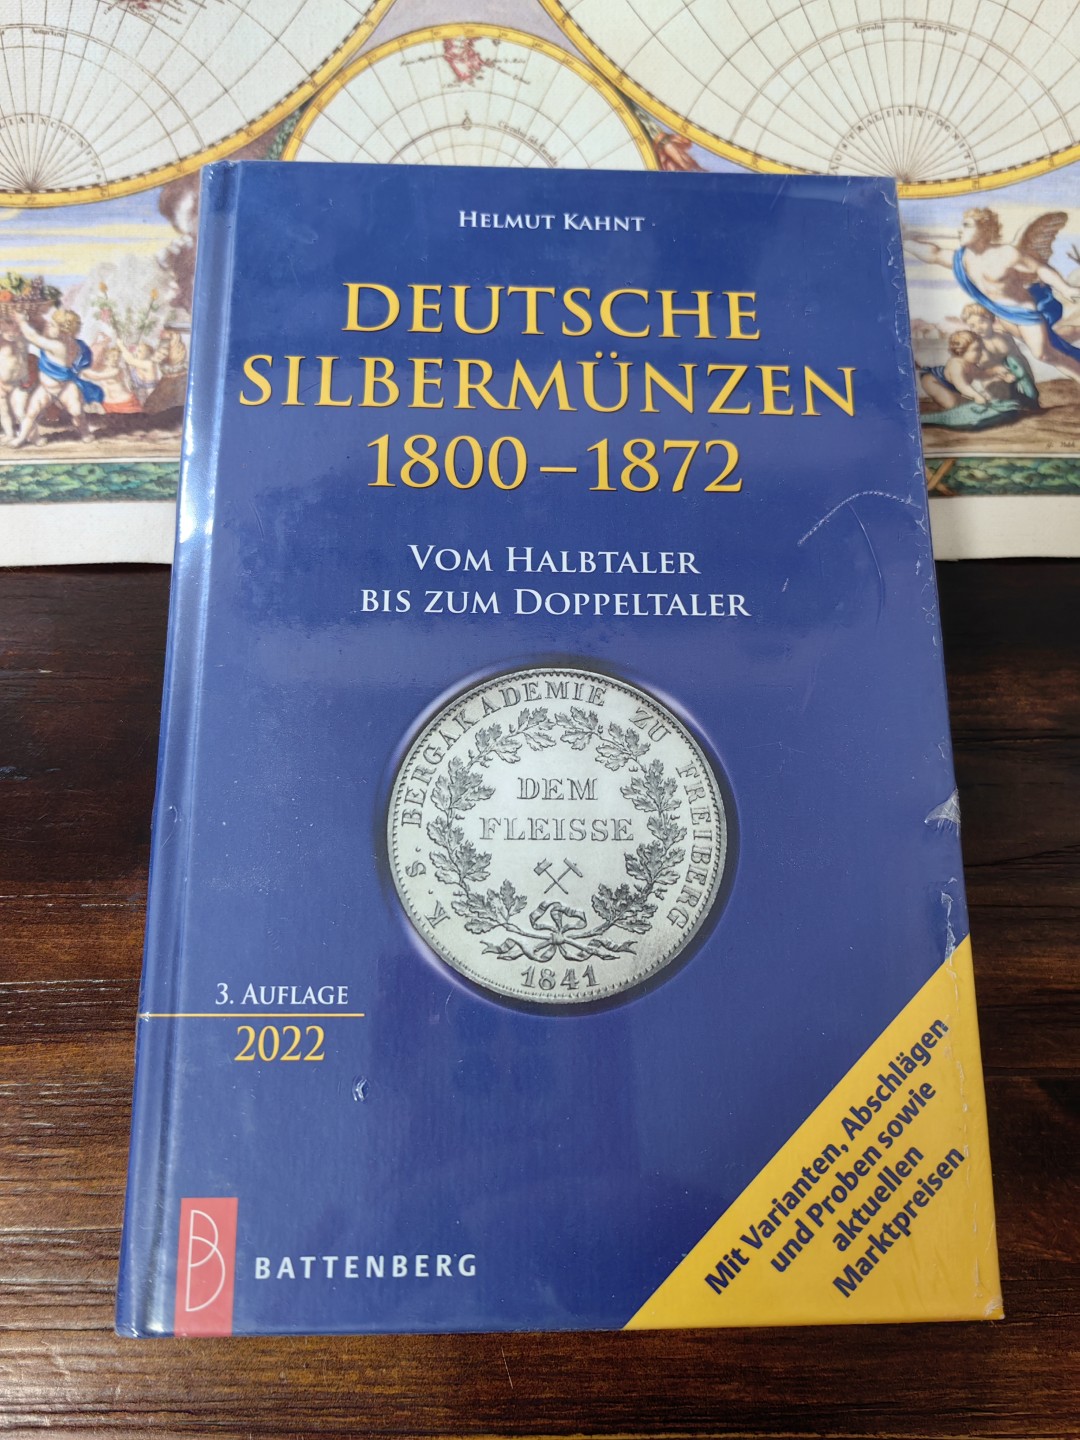 HELMUT KAHNT
DEUTSCHE
SILBERMÜNZEN
1800–1872
VOM HALBTALER
BIS ZUM DOPPELTALER
K. S. BERGAKADEMIE ZU FREIBERG
DEM
FLEISSE
1841
3. AUFLAGE
2022
Mit Varianten, Abschlägen
und Proben sowie
aktuellen
Marktpreisen
B
BATTENBERG